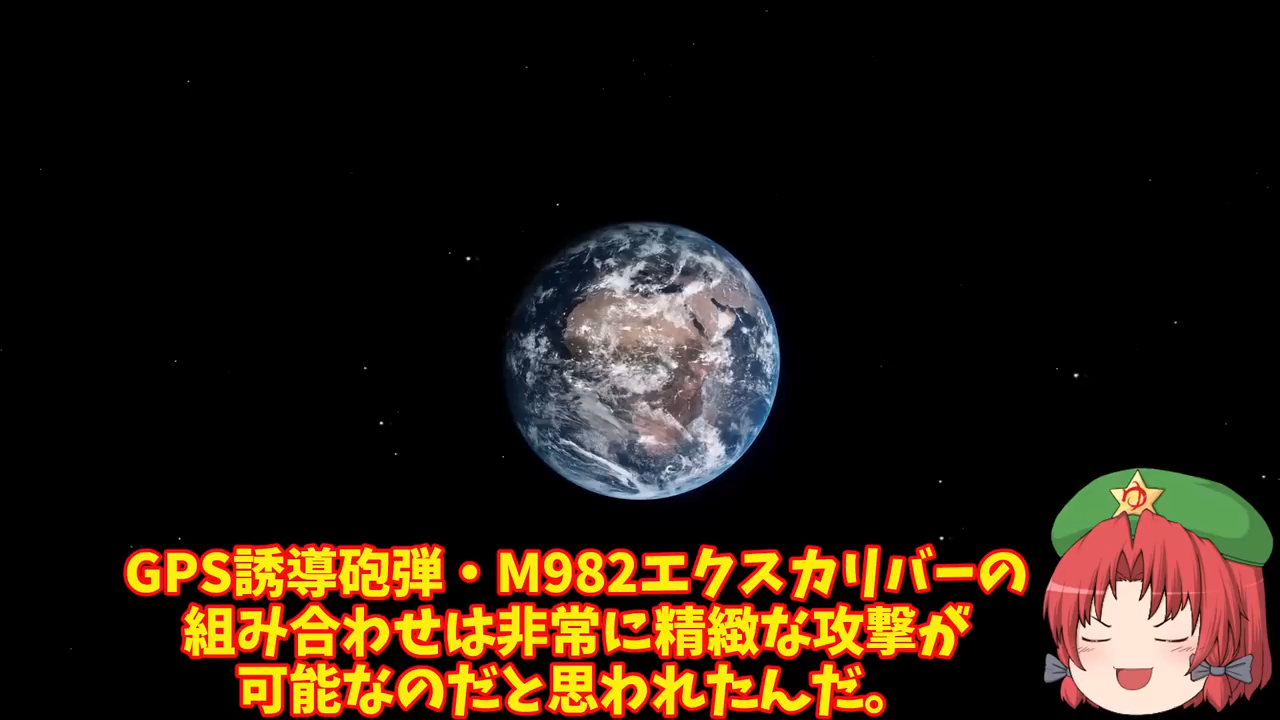 GPS誘導砲弾・M982エクスカリバーの
組み合わせは非常に精緻な攻撃が
可能なのだと思われたんだ。